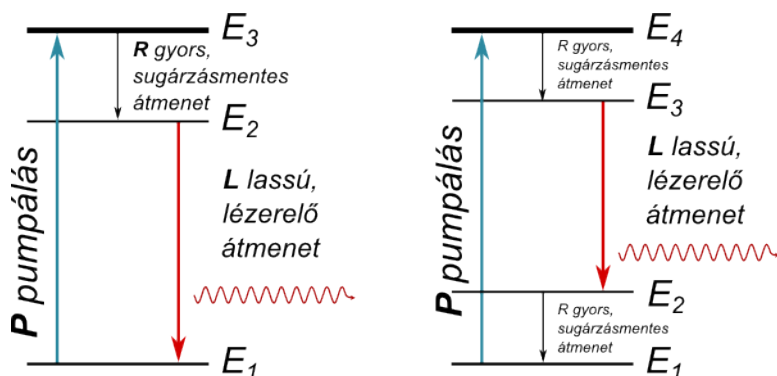 E3
R gyors,
sugárzásmentes
átmenet
E2
P pumpálás
L lassú,
lézerelő
átmenet
E1
E4
R gyors,
sugárzásmentes
átmenet
E3
P pumpálás
L lassú,
lézerelő
átmenet
E2
R gyors,
sugárzásmentes
átmenet
E1